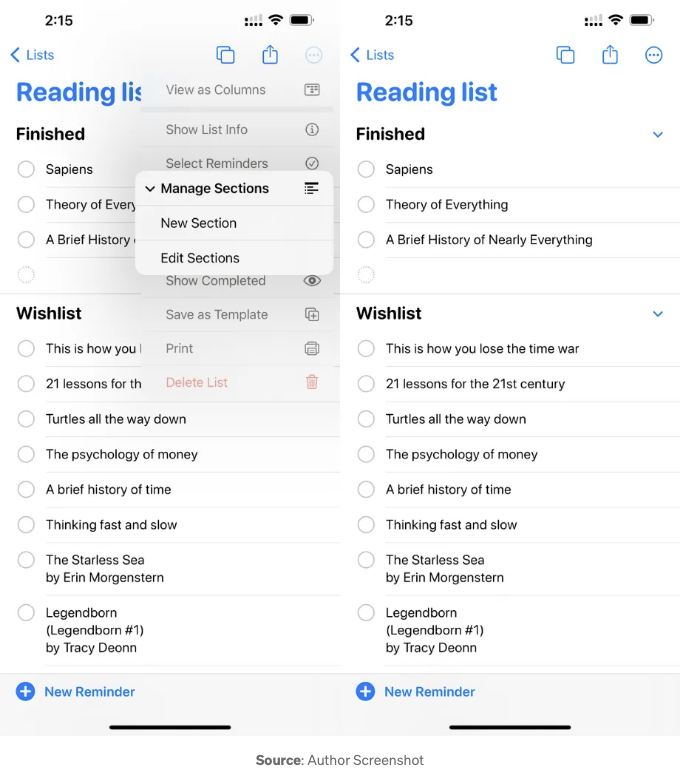 2:15
Lists
Reading lis
View as Columns
Show List Info
Select Reminders
Manage Sections
New Section
Edit Sections
Show Completed
Save as Template
Print
Delete List
Finished
Sapiens
Theory of Every
A Brief History
Wishlist
This is how you l
21 lessons for th
Turtles all the way down
The psychology of money
A brief history of time
Thinking fast and slow
The Starless Sea
by Erin Morgenstern
Legendborn
(Legendborn #1)
by Tracy Deonn
New Reminder
2:15
Lists
Reading list
Finished
Sapiens
Theory of Everything
A Brief History of Nearly Everything
Wishlist
This is how you lose the time war
21 lessons for the 21st century
Turtles all the way down
The psychology of money
A brief history of time
Thinking fast and slow
The Starless Sea
by Erin Morgenstern
Legendborn
(Legendborn #1)
by Tracy Deonn
New Reminder
Source: Author Screenshot